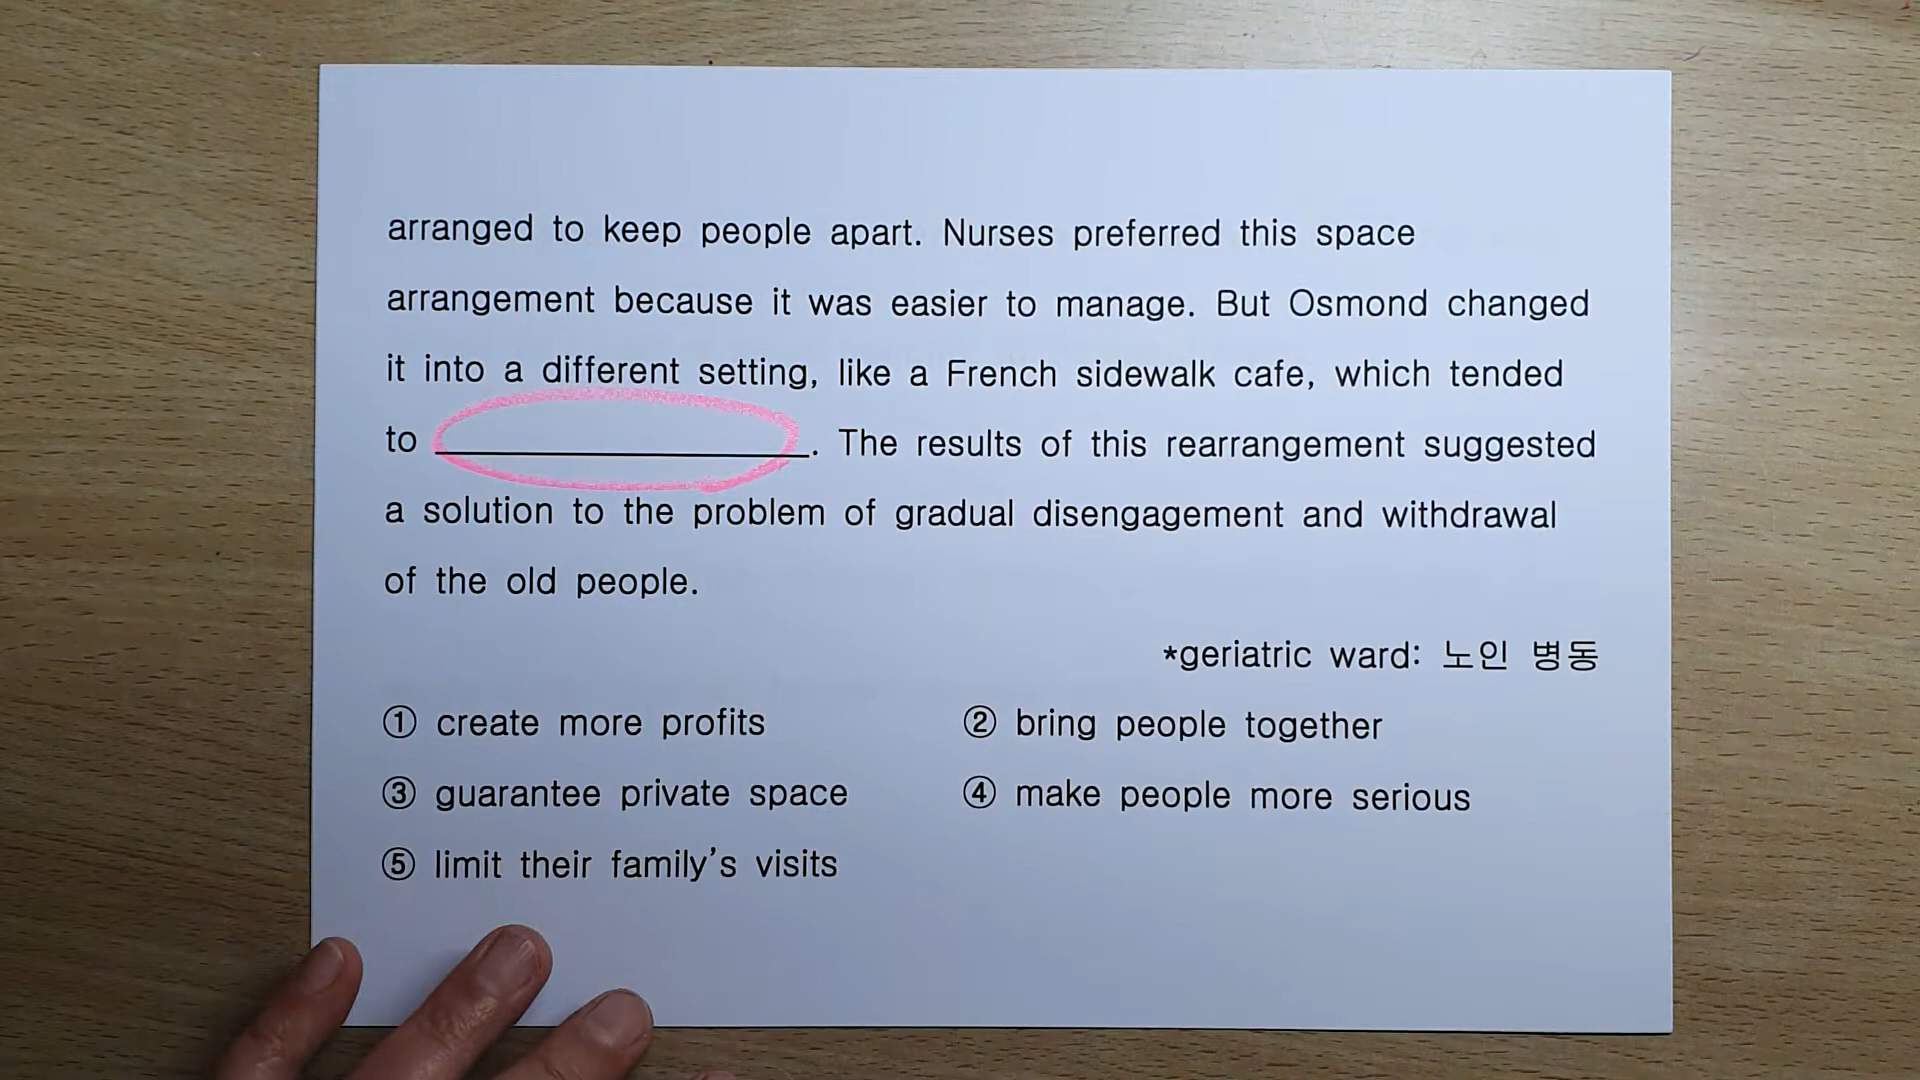 arranged to keep people apart. Nurses preferred this space
arrangement because it was easier to manage. But Osmond changed
it into a different setting, like a French sidewalk cafe, which tended
to ____________________. The results of this rearrangement suggested
a solution to the problem of gradual disengagement and withdrawal
of the old people.
*geriatric ward: 노인 병동
① create more profits ② bring people together
③ guarantee private space ④ make people more serious
⑤ limit their family's visits